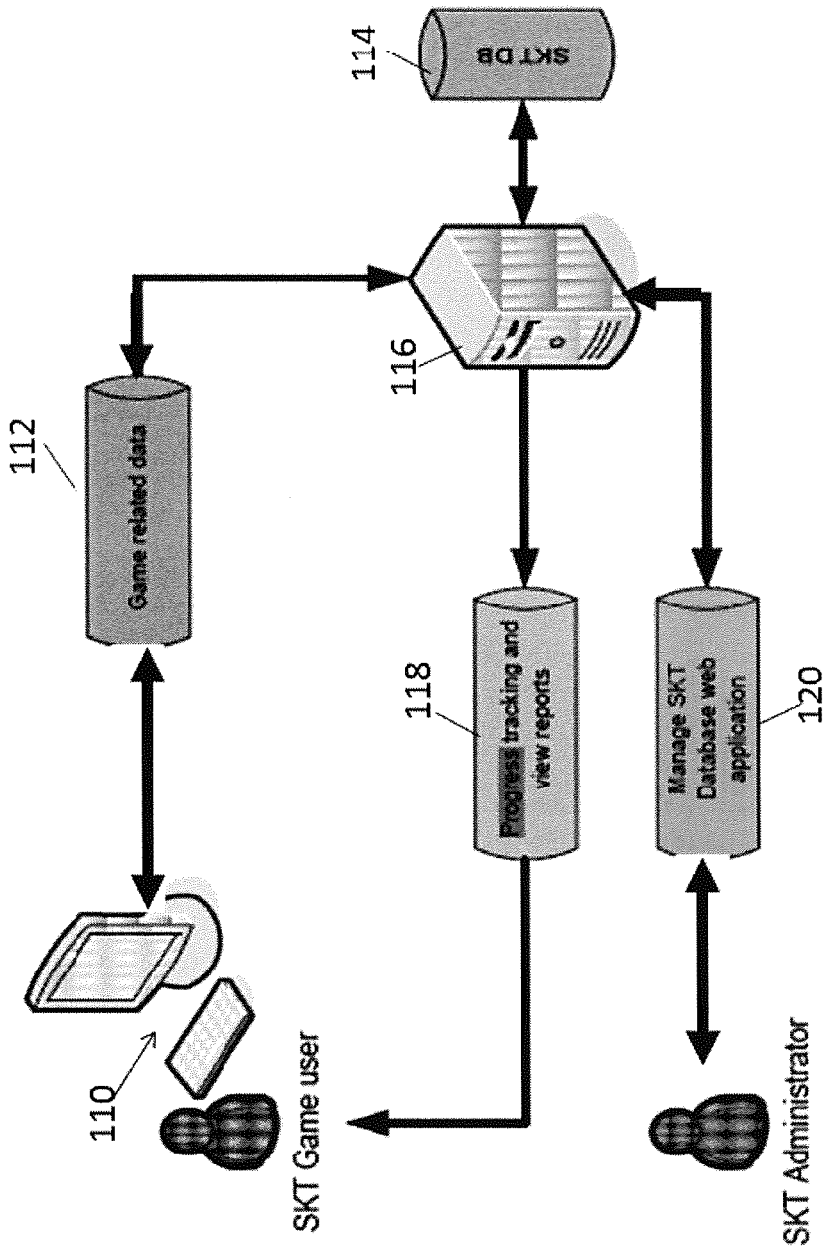 110
SKT Game user
112
Game related data
114
SKT DB
116
118
Progress tracking and
view reports
120
Manage SKT
Database web
application
SKT Administrator